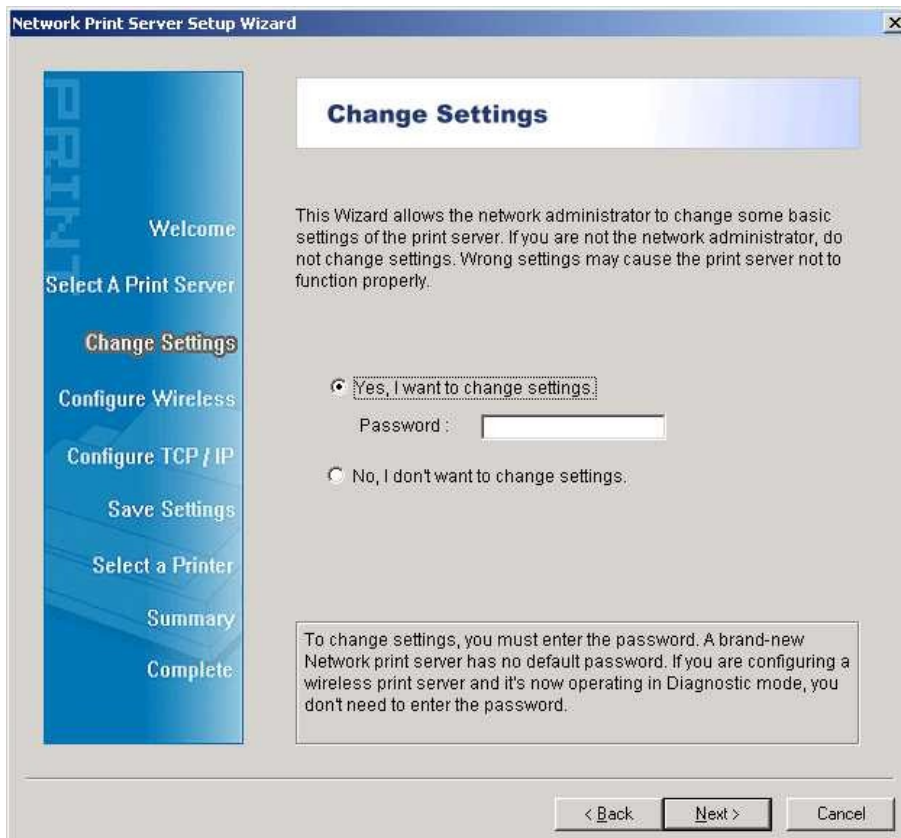 Network Print Server Setup Wizard
PRINT
Welcome
Select A Print Server
Change Settings
Configure Wireless
Configure TCP / IP
Save Settings
Select a Printer
Summary
Complete
Change Settings
This Wizard allows the network administrator to change some basic
settings of the print server. If you are not the network administrator, do
not change settings. Wrong settings may cause the print server not to
function properly.
Yes, I want to change settings.
Password :
No, I don't want to change settings.
To change settings, you must enter the password. A brand-new
Network print server has no default password. If you are configuring a
wireless print server and it's now operating in Diagnostic mode, you
don't need to enter the password.
< Back
Next >
Cancel